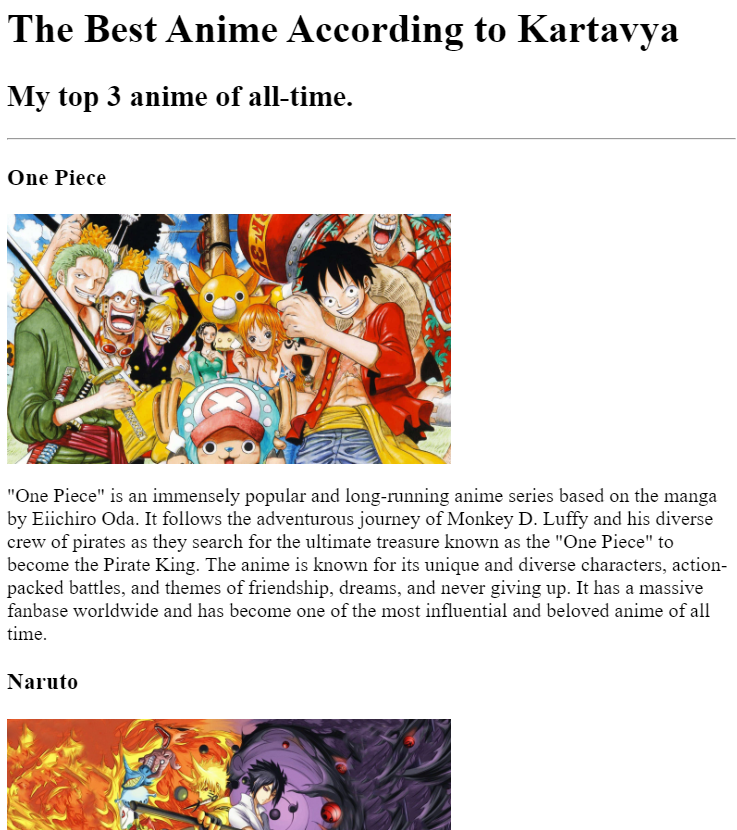 The Best Anime According to Kartavya
My top 3 anime of all-time.
One Piece
"One Piece" is an immensely popular and long-running anime series based on the manga
by Eiichiro Oda. It follows the adventurous journey of Monkey D. Luffy and his diverse
crew of pirates as they search for the ultimate treasure known as the "One Piece" to
become the Pirate King. The anime is known for its unique and diverse characters, action-
packed battles, and themes of friendship, dreams, and never giving up. It has a massive
fanbase worldwide and has become one of the most influential and beloved anime of all
time.
Naruto